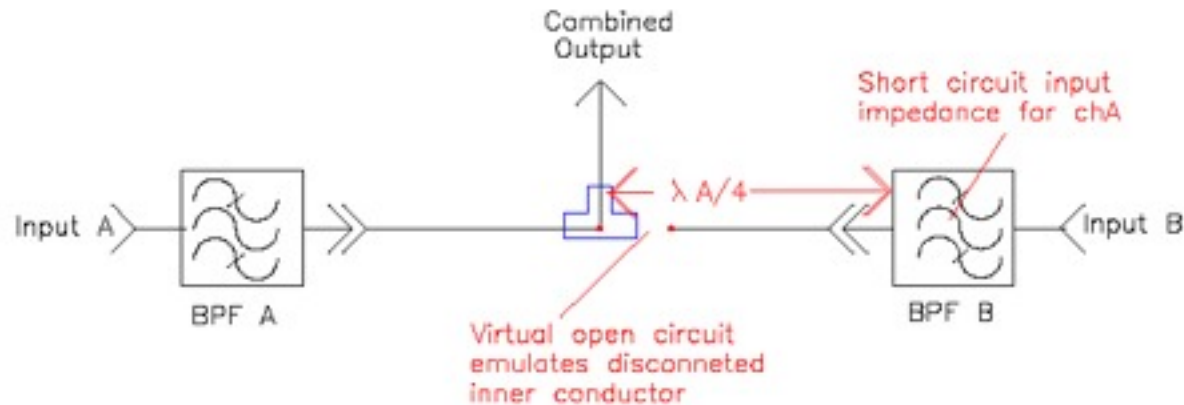 Combined
Output
Short circuit input
impedance for chA
λ A/4
Input A
Input B
BPF A
BPF B
Virtual open circuit
emulates disconneted
inner conductor